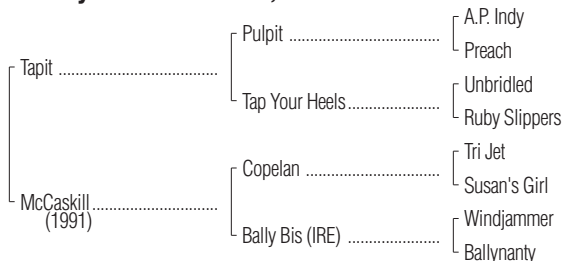 A.P. Indy
Pulpit ........................................
Preach
Tapit ..........................................
Unbridled
Tap Your Heels........................
Ruby Slippers
Tri Jet
Copelan ...................................
Susan's Girl
McCaskill.................................
(1991)
Windjammer
Bally Bis (IRE) ..........................
Ballynanty